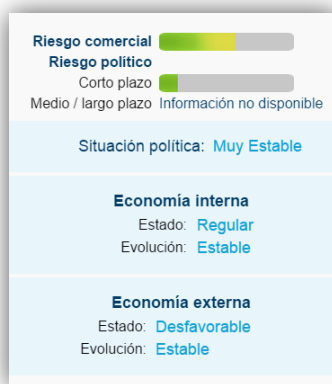 Riesgo comercial
Riesgo político
Corto plazo
Medio / largo plazo Información no disponible
Situación política: Muy Estable
Economía interna
Estado: Regular
Evolución: Estable
Economía externa
Estado: Desfavorable
Evolución: Estable